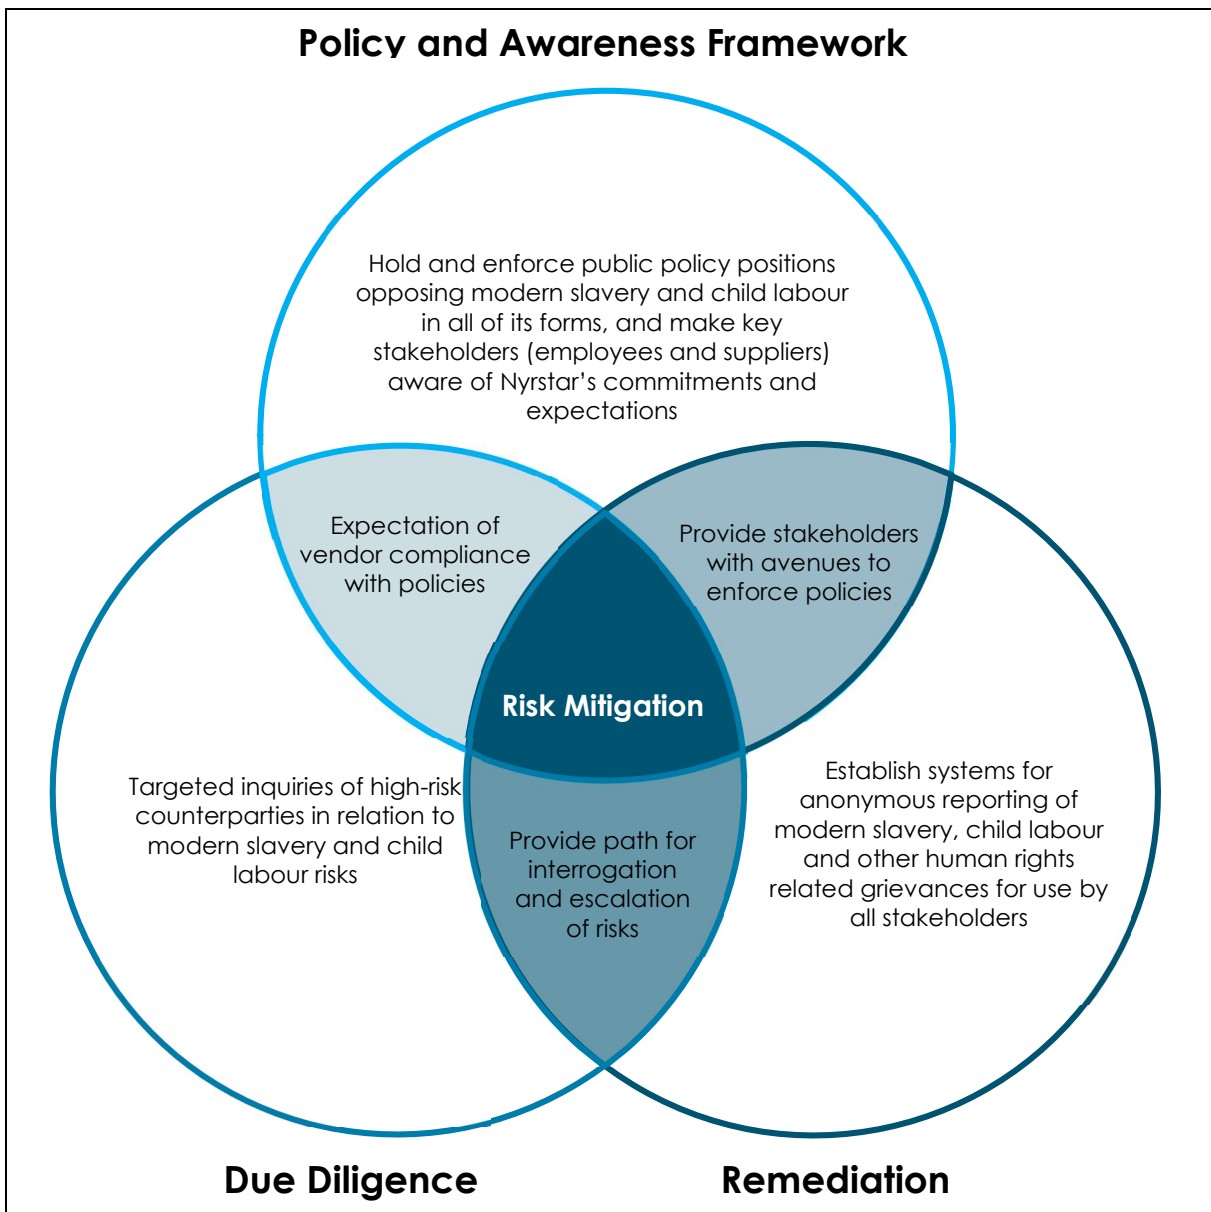 Policy and Awareness Framework
Hold and enforce public policy positions
opposing modern slavery and child labour
in all of its forms, and make key
stakeholders (employees and suppliers)
aware of Nyrstar’s commitments and
expectations
Expectation of
vendor compliance
with policies
Provide stakeholders
with avenues to
enforce policies
Risk Mitigation
Targeted inquiries of high-risk
counterparties in relation to
modern slavery and child
labour risks
Provide path for
interrogation
and escalation
of risks
Establish systems for
anonymous reporting of
modern slavery, child labour
and other human rights
related grievances for use by
all stakeholders
Due Diligence
Remediation